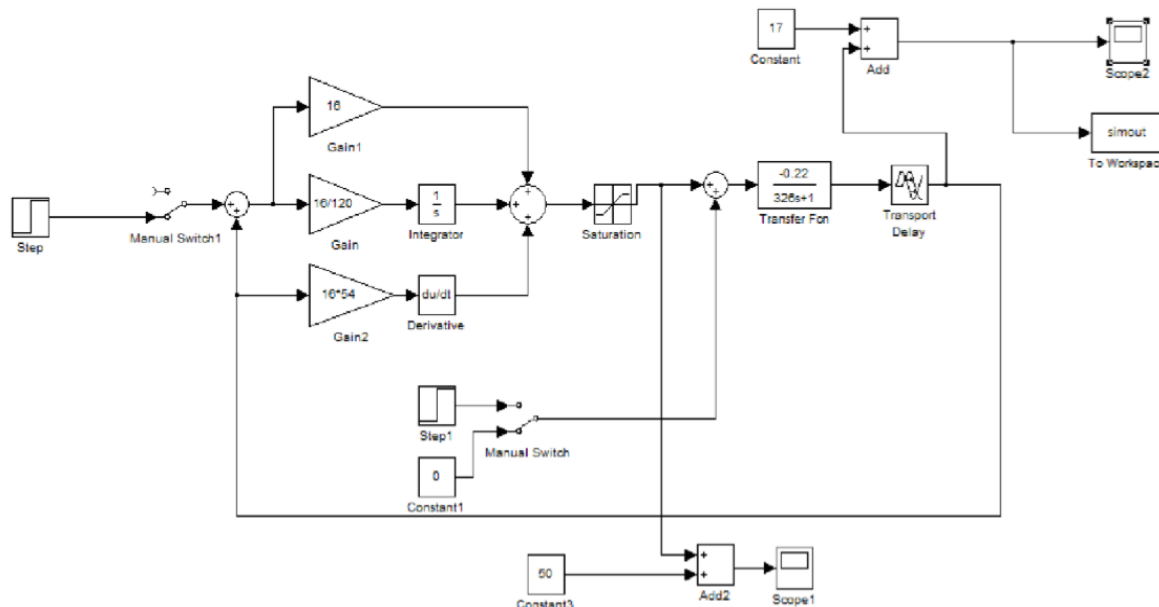 17
Constant
+
+
Add
Scope2
simout
To Workspac
16
Gain1
Step
Manual Switch1
+
+
16/120
Gain
1
s
Integrator
+
+
+
Saturation
+
+
-0.22
326s+1
Transfer Fcn
Transport
Delay
16*54
Gain2
du/dt
Derivative
Step1
Manual Switch
0
Constant1
50
Constant3
+
+
Add2
Scope1